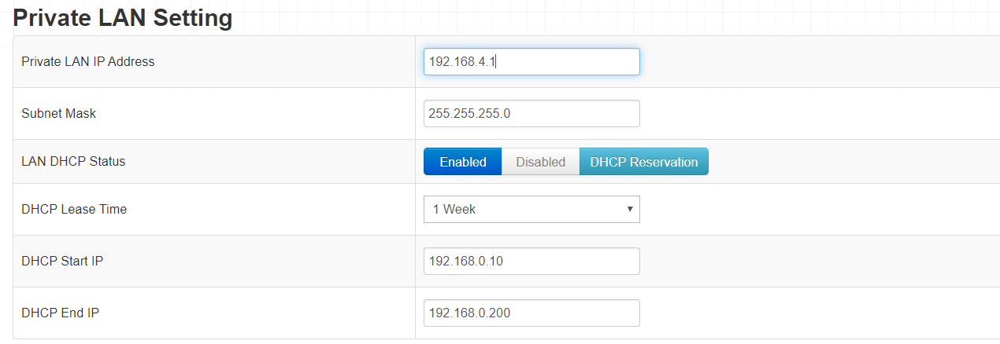 Private LAN Setting
Private LAN IP Address 192.168.4.1
Subnet Mask 255.255.255.0
LAN DHCP Status Enabled Disabled DHCP Reservation
DHCP Lease Time 1 Week
DHCP Start IP 192.168.0.10
DHCP End IP 192.168.0.200